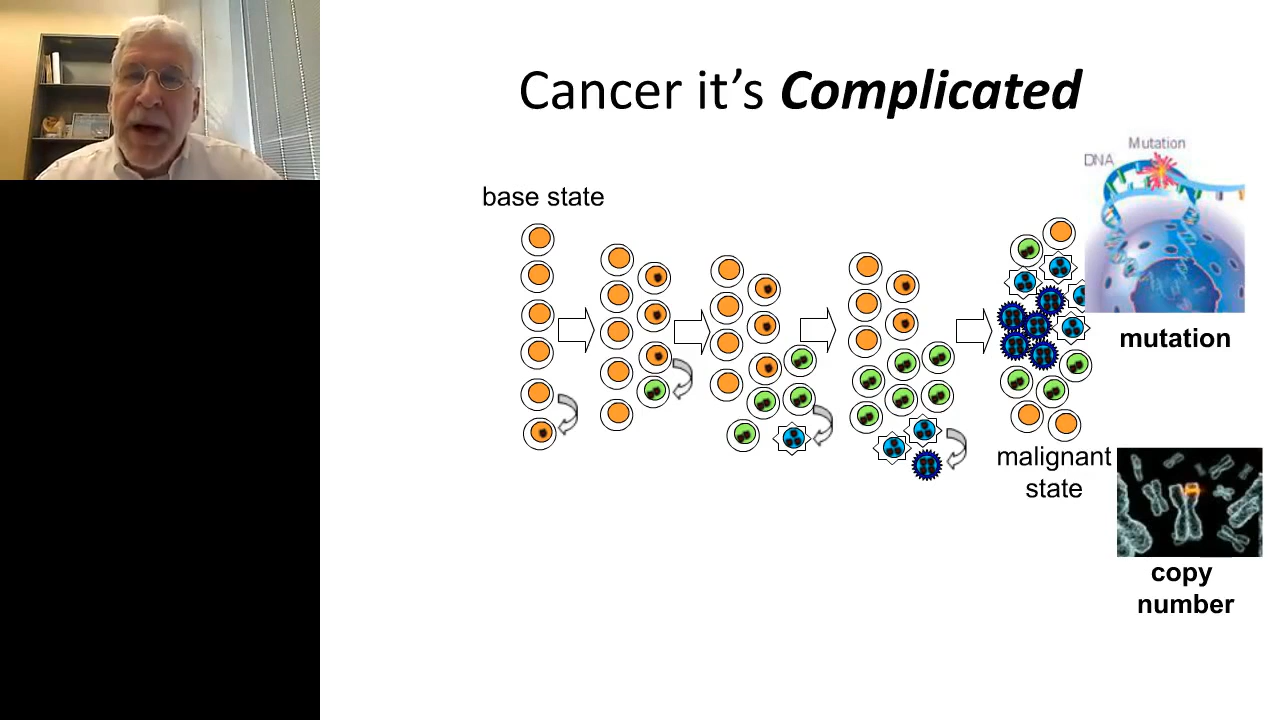 Cancer it's Complicated
Mutation
DNA
base state
mutation
malignant
state
copy
number